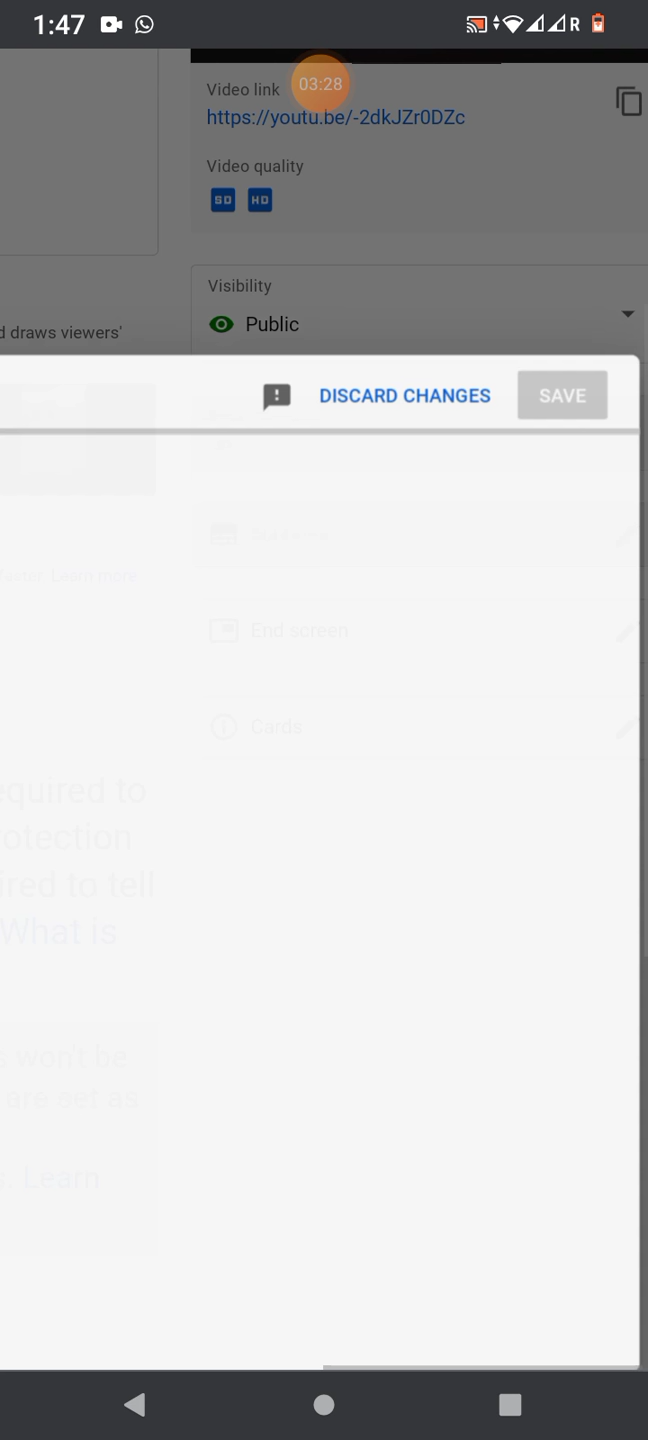 1:47
R
03:28
Video link
https://youtu.be/-2dkJZr0DZc
Video quality
SD HD
Visibility
Public
d draws viewers'
DISCARD CHANGES
SAVE
Learn more
End screen
Cards
equired to
otection
ired to tell
What is
s won't be
are set as
s. Learn